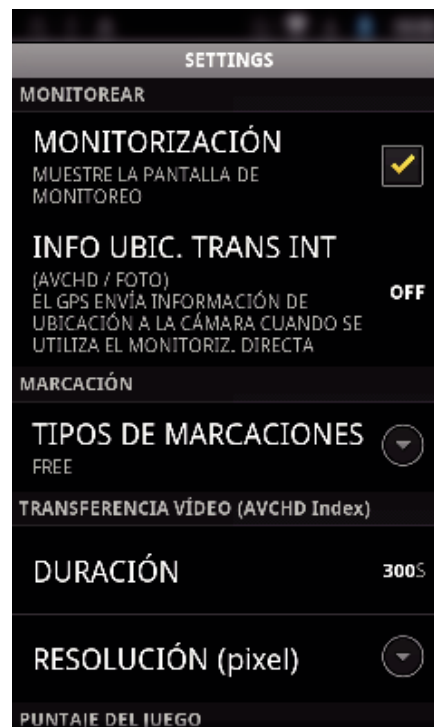 SETTINGS
MONITOREAR
MONITORIZACIÓN
MUESTRE LA PANTALLA DE
MONITOREO
INFO UBIC. TRANS INT
(AVCHD / FOTO)
EL GPS ENVÍA INFORMACIÓN DE
UBICACIÓN A LA CÁMARA CUANDO SE
UTILIZA EL MONITORIZ. DIRECTA
OFF
MARCACIÓN
TIPOS DE MARCACIONES
FREE
TRANSFERENCIA VÍDEO (AVCHD Index)
DURACIÓN
300S
RESOLUCIÓN (pixel)
PUNTAJE DEL JUEGO